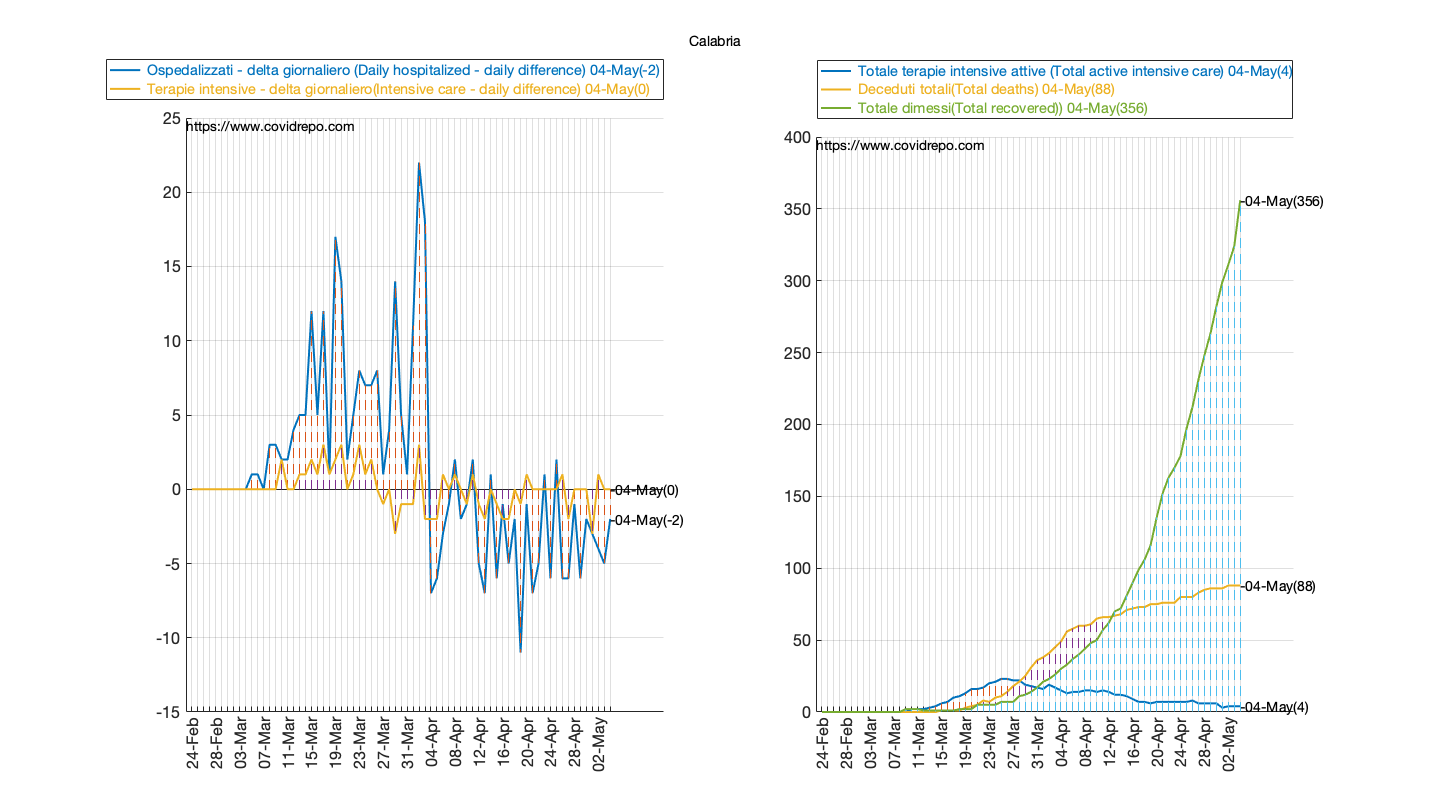 Calabria
Ospedalizzati - delta giornaliero (Daily hospitalized - daily difference) 04-May(-2)
Terapie intensive - delta giornaliero(Intensive care - daily difference) 04-May(0)
https://www.covidrepo.com
25
20
15
10
5
0
-5
-10
-15
04-May(0)
04-May(-2)
24-Feb
28-Feb
03-Mar
07-Mar
11-Mar
15-Mar
19-Mar
23-Mar
27-Mar
31-Mar
04-Apr
08-Apr
12-Apr
16-Apr
20-Apr
24-Apr
28-Apr
02-May
Totale terapie intensive attive (Total active intensive care) 04-May(4)
Deceduti totali(Total deaths) 04-May(88)
Totale dimessi(Total recovered)) 04-May(356)
https://www.covidrepo.com
400
350
300
250
200
150
100
50
0
04-May(356)
04-May(88)
04-May(4)
24-Feb
28-Feb
03-Mar
07-Mar
11-Mar
15-Mar
19-Mar
23-Mar
27-Mar
31-Mar
04-Apr
08-Apr
12-Apr
16-Apr
20-Apr
24-Apr
28-Apr
02-May